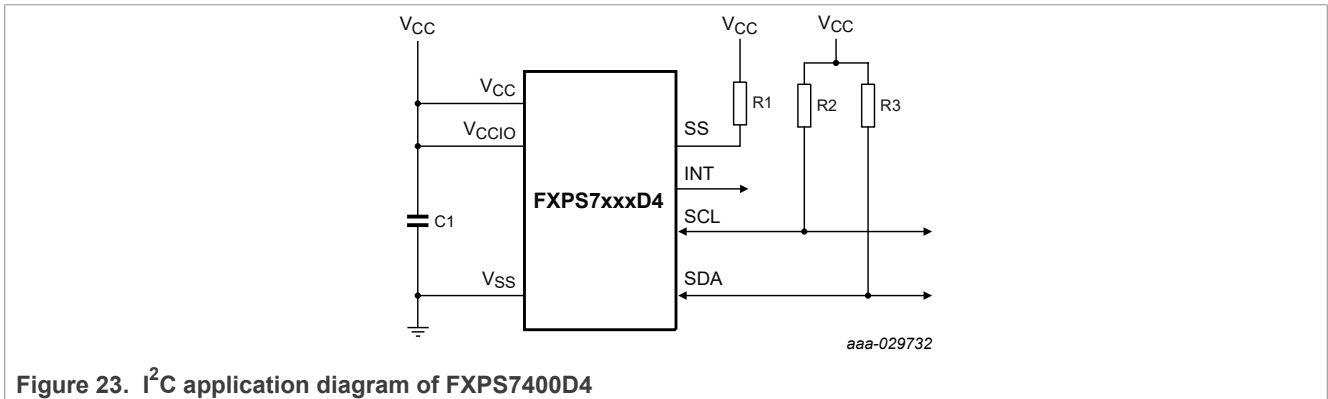 VCC
VCC
VCC
VCC
R1
R2
R3
VCCIO
SS
INT
FXPS7xxxD4
SCL
C1
VSS
SDA
aaa-029732
Figure 23. I²C application diagram of FXPS7400D4